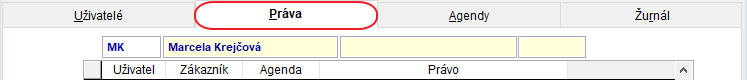 Uživatelé Práva Agendy Žurnál
MK Marcela Krejčová
Uživatel Zákazník Agenda Právo